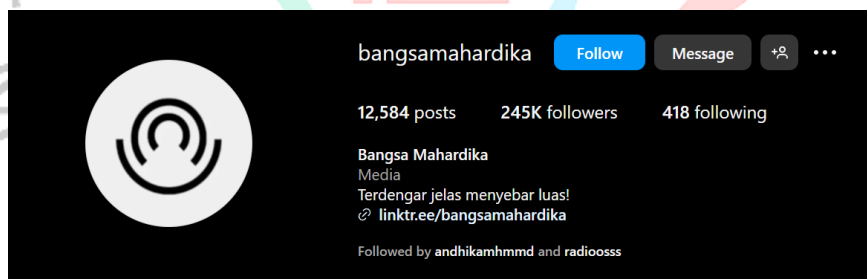 bangsamahardika Follow Message
12,584 posts 245K followers 418 following
Bangsa Mahardika
Media
Terdengar jelas menyebar luas!
linktr.ee/bangsamahardika
Followed by andhikamhmmd and radioosss